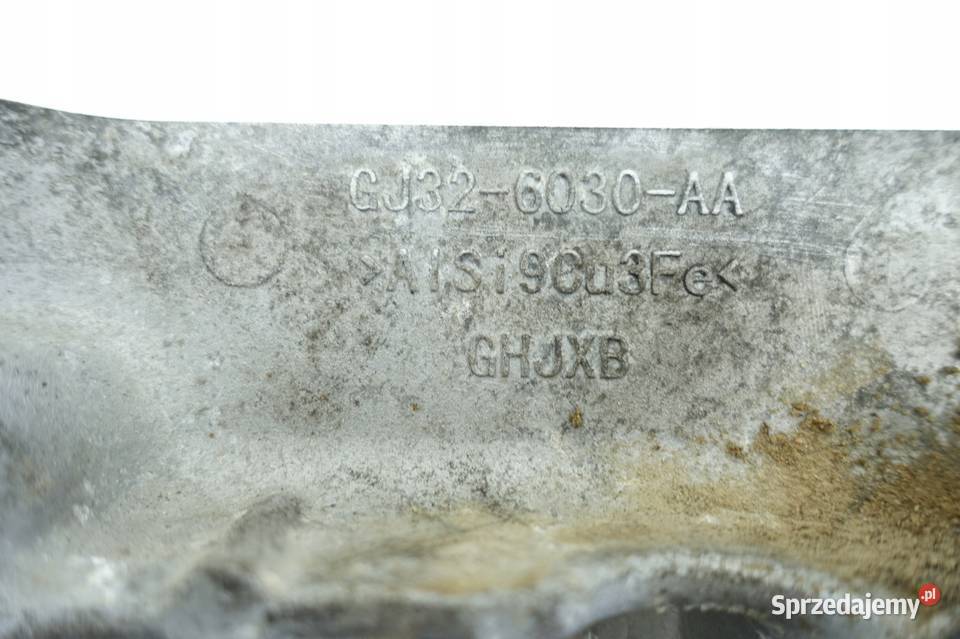 GJ32-6030-AA
>AlSi9Cu3Fe<
GHJXB
Sprzedajemy.pl